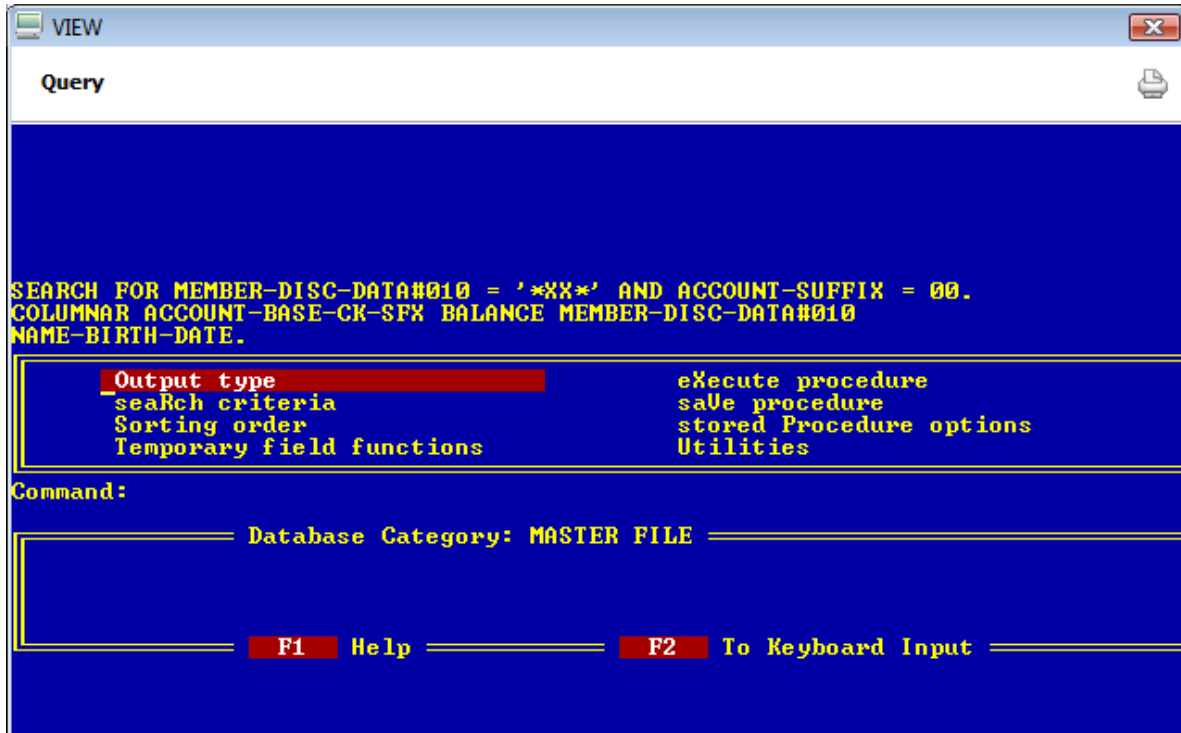 VIEW
Query
SEARCH FOR MEMBER-DISC-DATA#010 = '*XX*' AND ACCOUNT-SUFFIX = 00.
COLUMNAR ACCOUNT-BASE-CK-SFX BALANCE MEMBER-DISC-DATA#010
NAME-BIRTH-DATE.
Output type eXecute procedure
seaRch criteria saVe procedure
Sorting order stored Procedure options
Temporary field functions Utilities
Command:
Database Category: MASTER FILE
F1 Help F2 To Keyboard Input